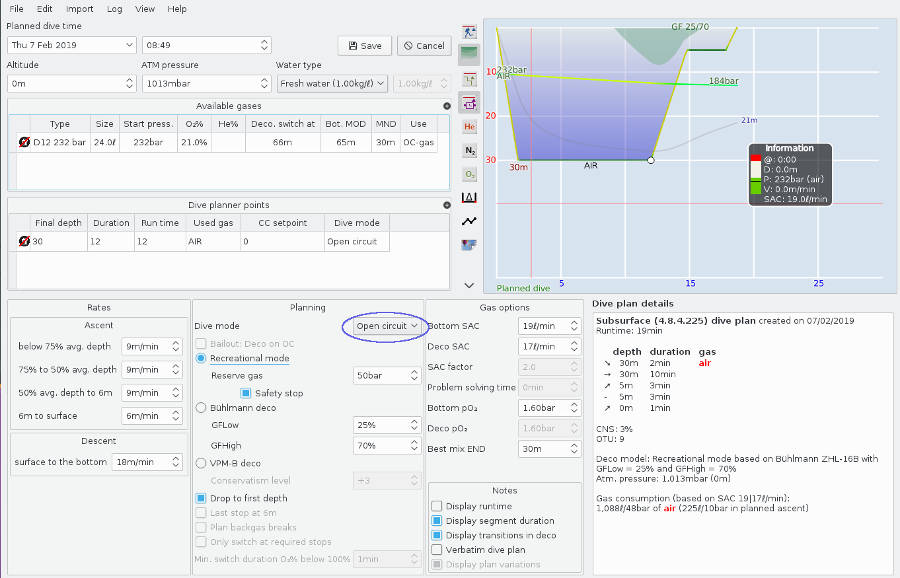 File Edit Import Log View Help
Planned dive time
Thu 7 Feb 2019 08:49 Save Cancel
Altitude ATM pressure Water type
0m 1013mbar Fresh water (1.00kg/ℓ) 1.00kg/ℓ
Available gases
Type Size Start press. O₂% He% Deco. switch at Bot. MOD MND Use
D12 232 bar 24.0ℓ 232bar 21.0% 66m 65m 30m OC-gas
Dive planner points
Final depth Duration Run time Used gas CC setpoint Dive mode
30 12 12 AIR 0 Open circuit
He
N₂
O₂
GF 25/70
10
20
30
232bar
AIR
184bar
21m
30m
AIR
Information
@: 0:00
D: 0.0m
P: 232bar (air)
V: 0.0m/min
SAC: 19.0ℓ/min
Planned dive
5 15 25
Rates
Ascent
below 75% avg. depth 9m/min
75% to 50% avg. depth 9m/min
50% avg. depth to 6m 6m/min
6m to surface 6m/min
Descent
surface to the bottom 18m/min
Planning
Dive mode Open circuit
Bailout: Deco on OC
Recreational mode
Reserve gas 50bar
Safety stop
Bühlmann deco
GFLow 25%
GFHigh 70%
VPM-B deco
Conservatism level +3
Drop to first depth
Last stop at 6m
Plan backgas breaks
Only switch at required stops
Min. switch duration O₂% below 100% 1min
Gas options
Bottom SAC 19ℓ/min
Deco SAC 17ℓ/min
SAC factor 2.0
Problem solving time 0min
Bottom pO₂ 1.60bar
Deco pO₂ 1.60bar
Best mix END 30m
Notes
Display runtime
Display segment duration
Display transitions in deco
Verbatim dive plan
Display plan variations
Dive plan details
Subsurface (4.8.4.225) dive plan created on 07/02/2019
Runtime: 19min
depth duration gas
➘ 30m 2min air
➙ 30m 10min
➚ 5m 3min
- 5m 3min
➚ 0m 1min
CNS: 3%
OTU: 9
Deco model: Recreational mode based on Bühlmann ZHL-16B with
GFLow = 25% and GFHigh = 70%
Atm. pressure: 1.013mbar (0m)
Gas consumption (based on SAC 19|17ℓ/min):
1,088ℓ/48bar of air (225ℓ/10bar in planned ascent)